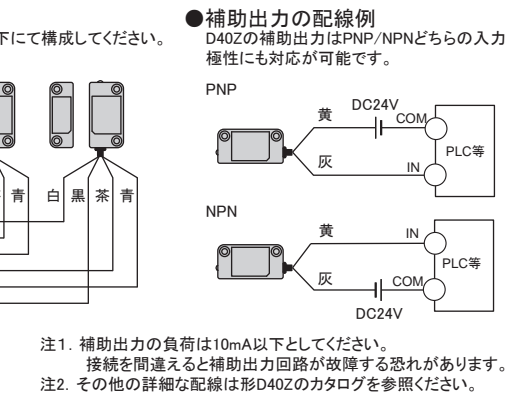 ●補助出力の配線例
下にて構成してください。
D40Zの補助出力はPNP/NPNどちらの入力
極性にも対応が可能です。
PNP
黄
DC24V
COM
PLC等
灰
IN
青
白
黒
茶
青
NPN
黄
IN
PLC等
灰
COM
DC24V
注1. 補助出力の負荷は10mA以下としてください。
接続を間違えると補助出力回路が故障する恐れがあります。
注2. その他の詳細な配線は形D40Zのカタログを参照ください。